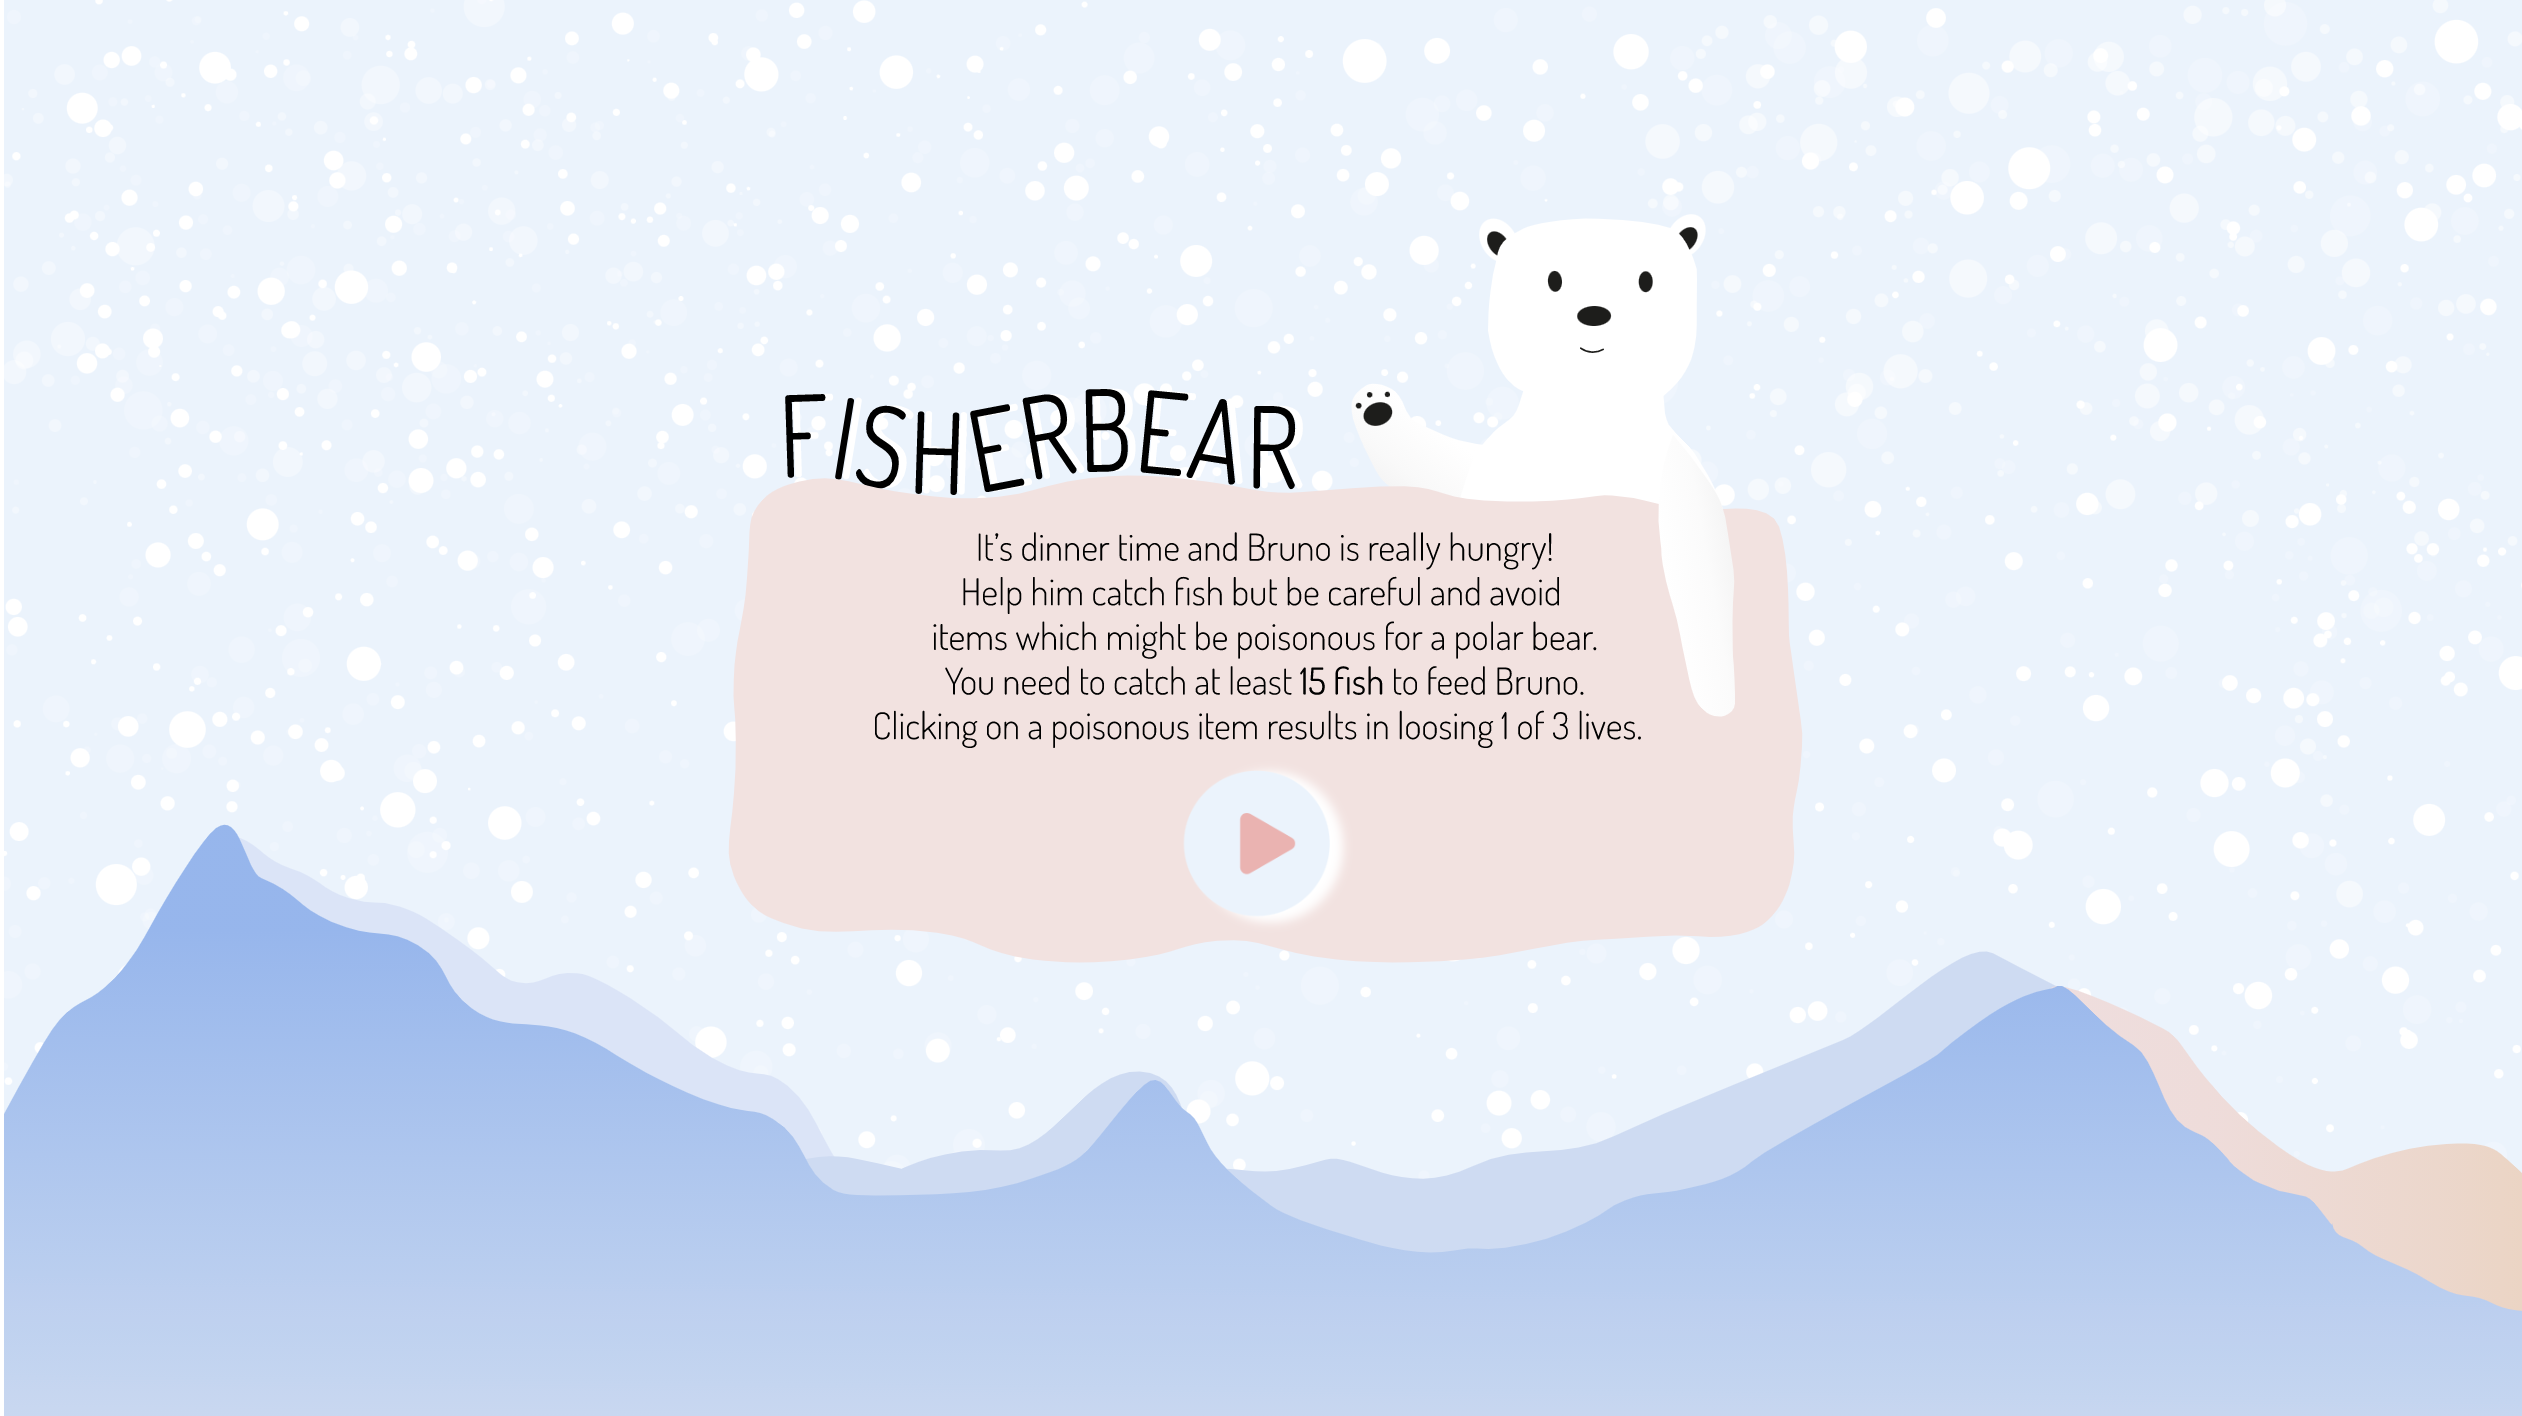 FISHERBEAR
It’s dinner time and Bruno is really hungry!
Help him catch fish but be careful and avoid
items which might be poisonous for a polar bear.
You need to catch at least 15 fish to feed Bruno.
Clicking on a poisonous item results in loosing 1 of 3 lives.